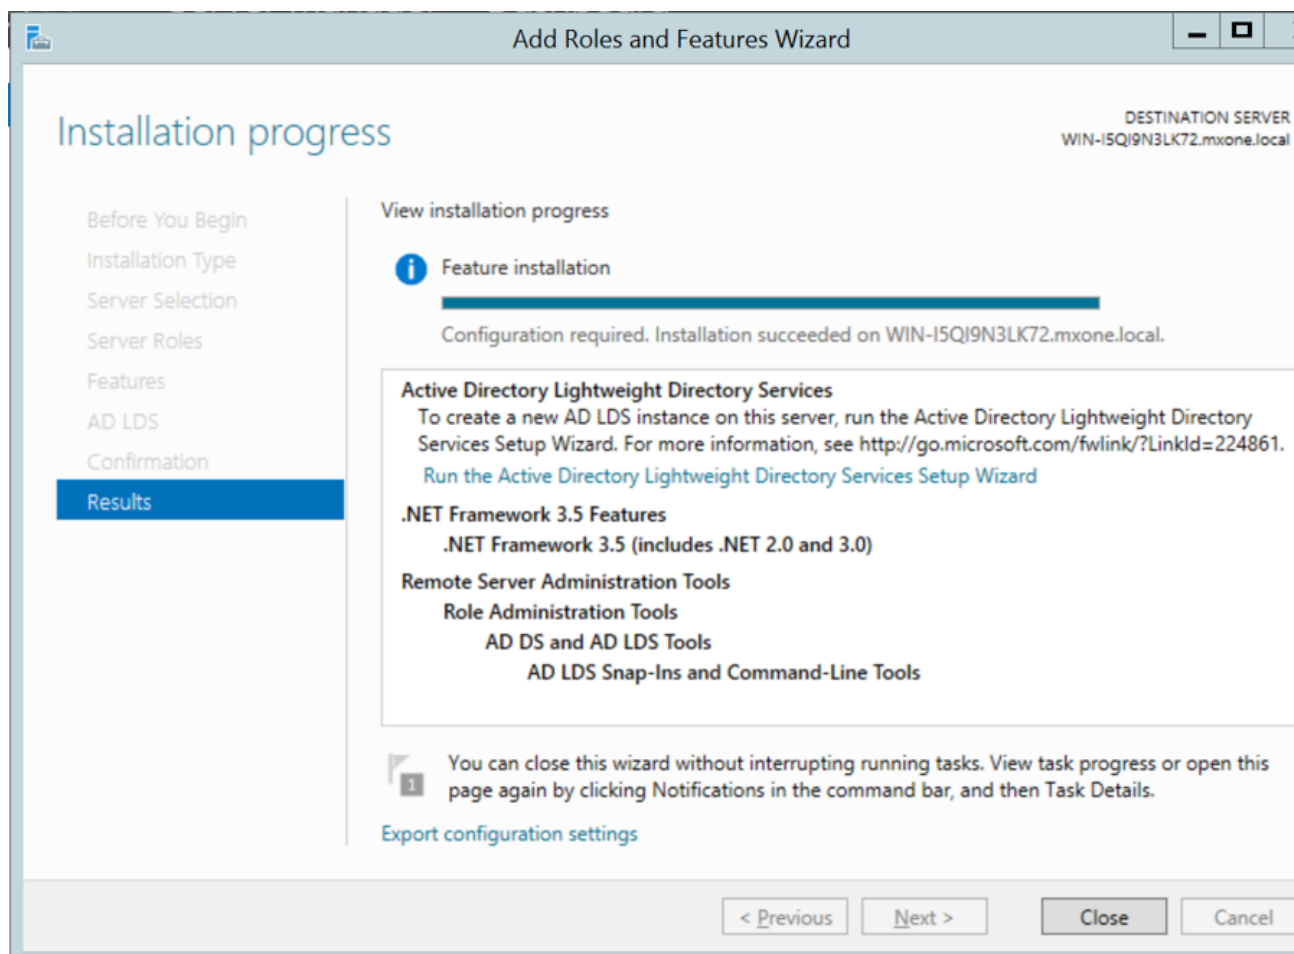 Add Roles and Features Wizard
Installation progress
DESTINATION SERVER
WIN-I5QI9N3LK72.mxone.local
Before You Begin
Installation Type
Server Selection
Server Roles
Features
AD LDS
Confirmation
Results
View installation progress
Feature installation
Configuration required. Installation succeeded on WIN-I5QI9N3LK72.mxone.local.
Active Directory Lightweight Directory Services
To create a new AD LDS instance on this server, run the Active Directory Lightweight Directory
Services Setup Wizard. For more information, see http://go.microsoft.com/fwlink/?LinkId=224861.
Run the Active Directory Lightweight Directory Services Setup Wizard
.NET Framework 3.5 Features
.NET Framework 3.5 (includes .NET 2.0 and 3.0)
Remote Server Administration Tools
Role Administration Tools
AD DS and AD LDS Tools
AD LDS Snap-Ins and Command-Line Tools
1
You can close this wizard without interrupting running tasks. View task progress or open this
page again by clicking Notifications in the command bar, and then Task Details.
Export configuration settings
< Previous
Next >
Close
Cancel